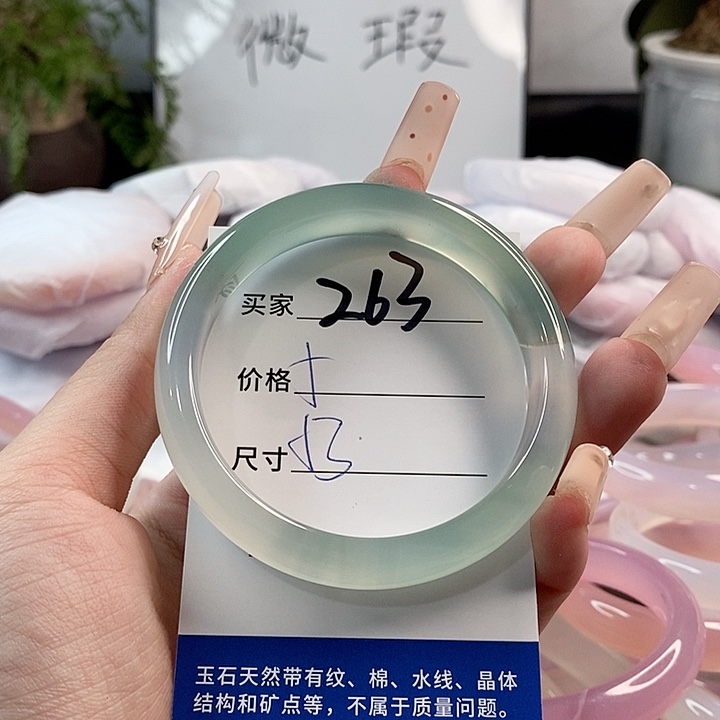 微 瑕
买家 263
价格
尺寸
玉石天然带有纹、棉、水线、晶体
结构和矿点等，不属于质量问题。